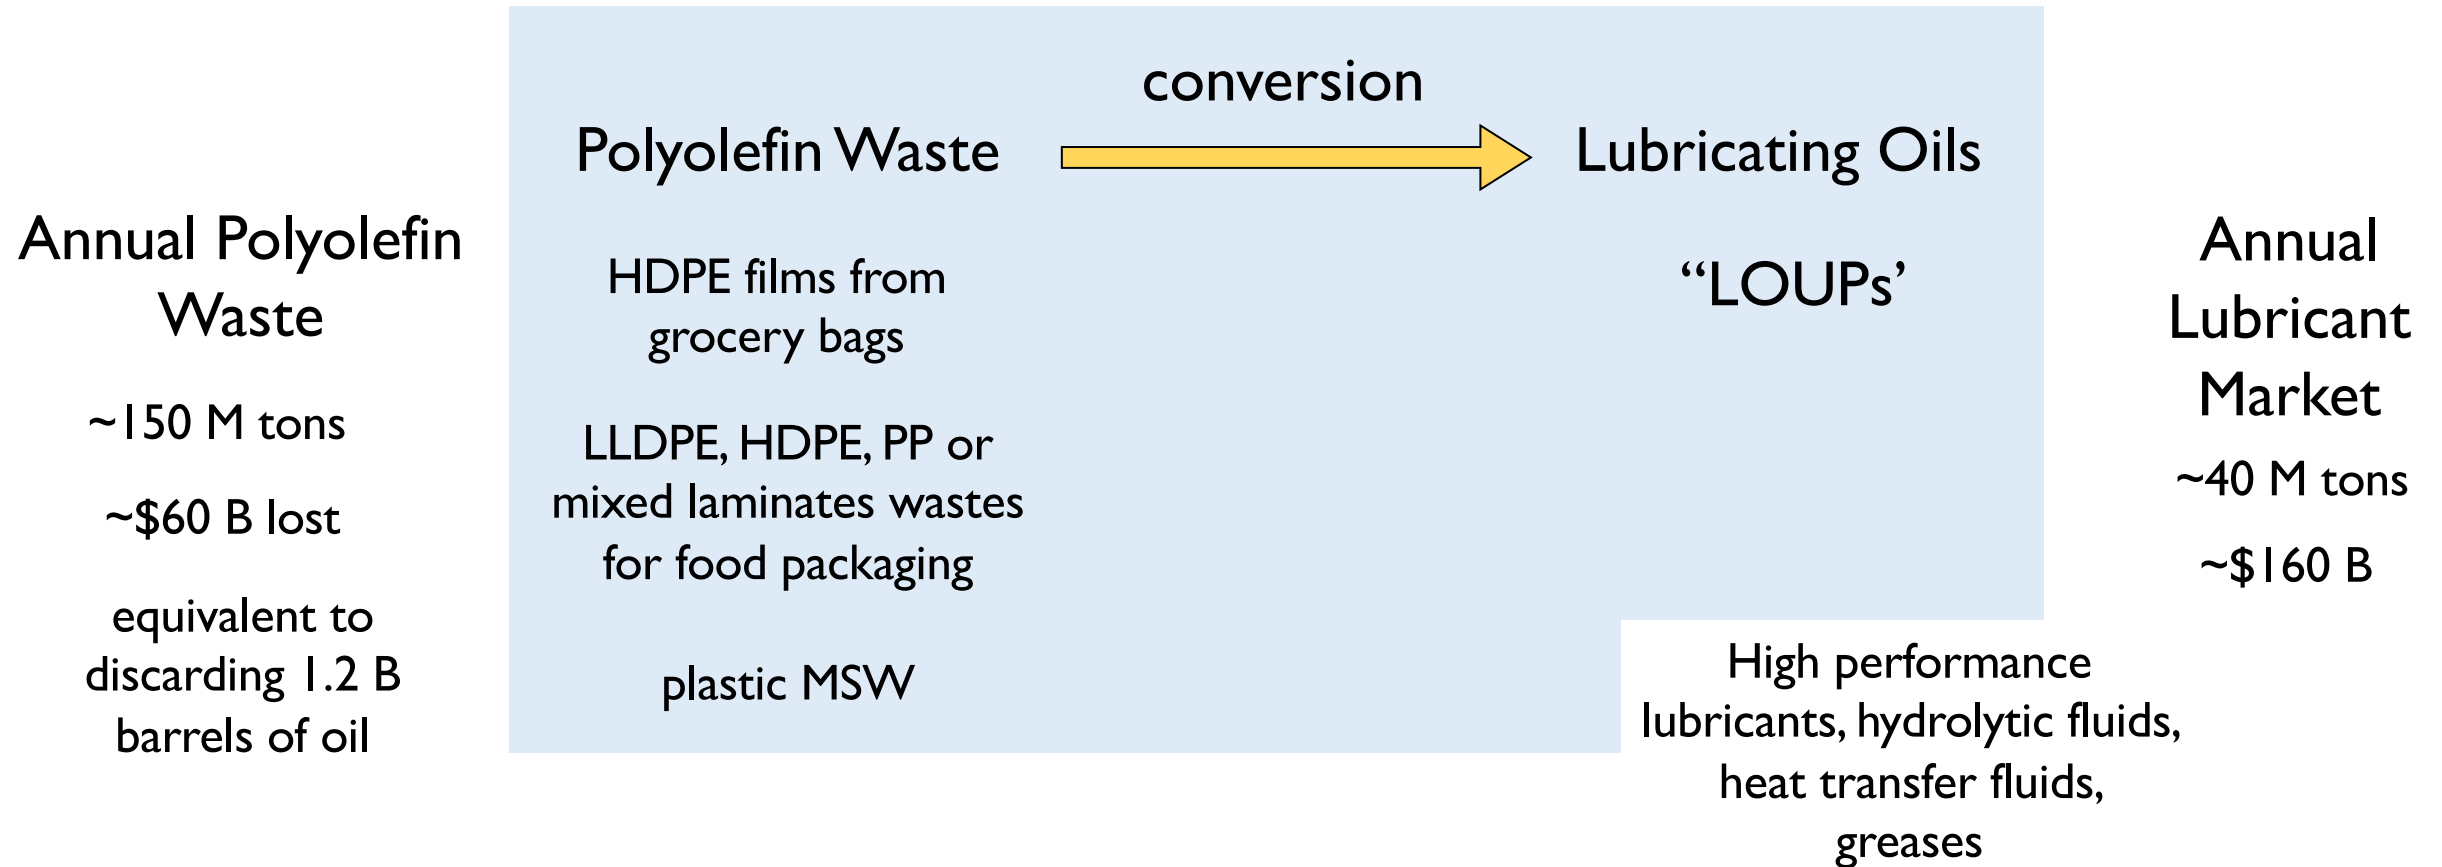 Annual Polyolefin
Waste
~150 M tons
~$60 B lost
equivalent to
discarding 1.2 B
barrels of oil
conversion
Polyolefin Waste
Lubricating Oils
HDPE films from
grocery bags
LLDPE, HDPE, PP or
mixed laminates wastes
for food packaging
plastic MSW
“LOUPs’
High performance
lubricants, hydrolytic fluids,
heat transfer fluids,
greases
Annual
Lubricant
Market
~40 M tons
~$160 B